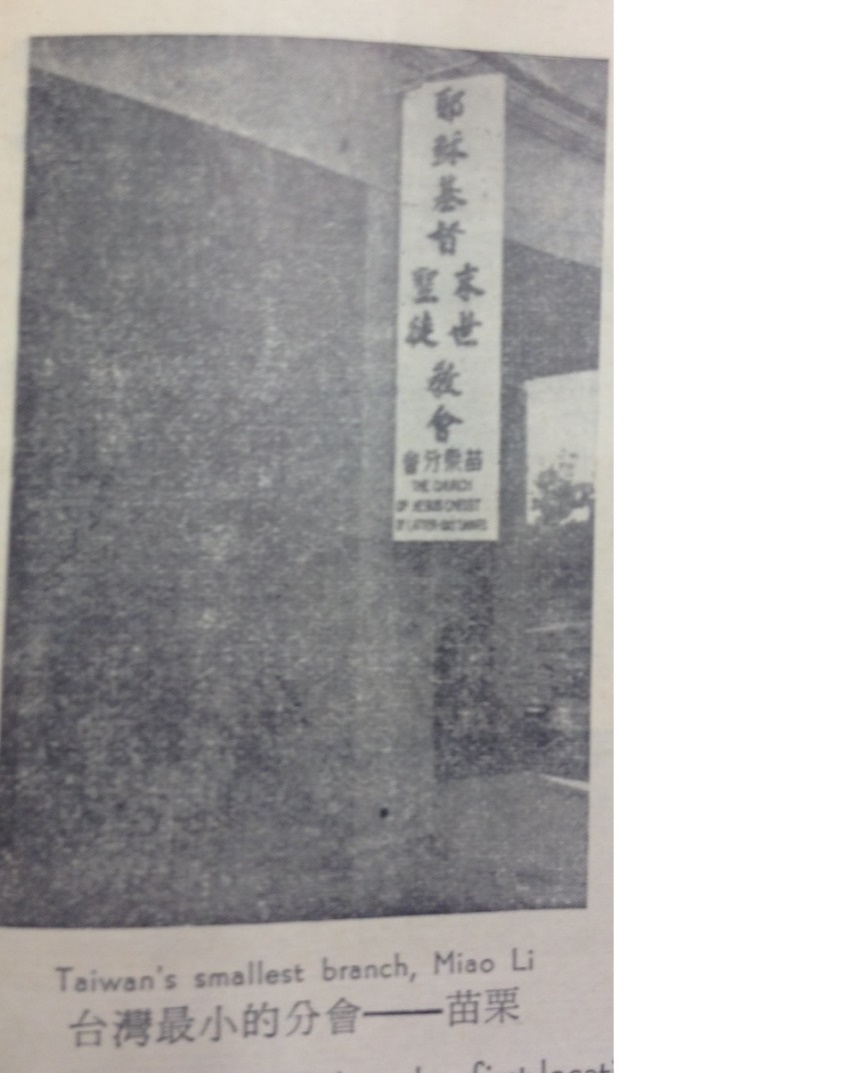 耶穌基督
末世
聖徒
教會
苗栗分會
THE CHURCH
OF JESUS CHRIST
OF LATTER-DAY SAINTS
Taiwan's smallest branch, Miao Li
台灣最小的分會——苗栗
first